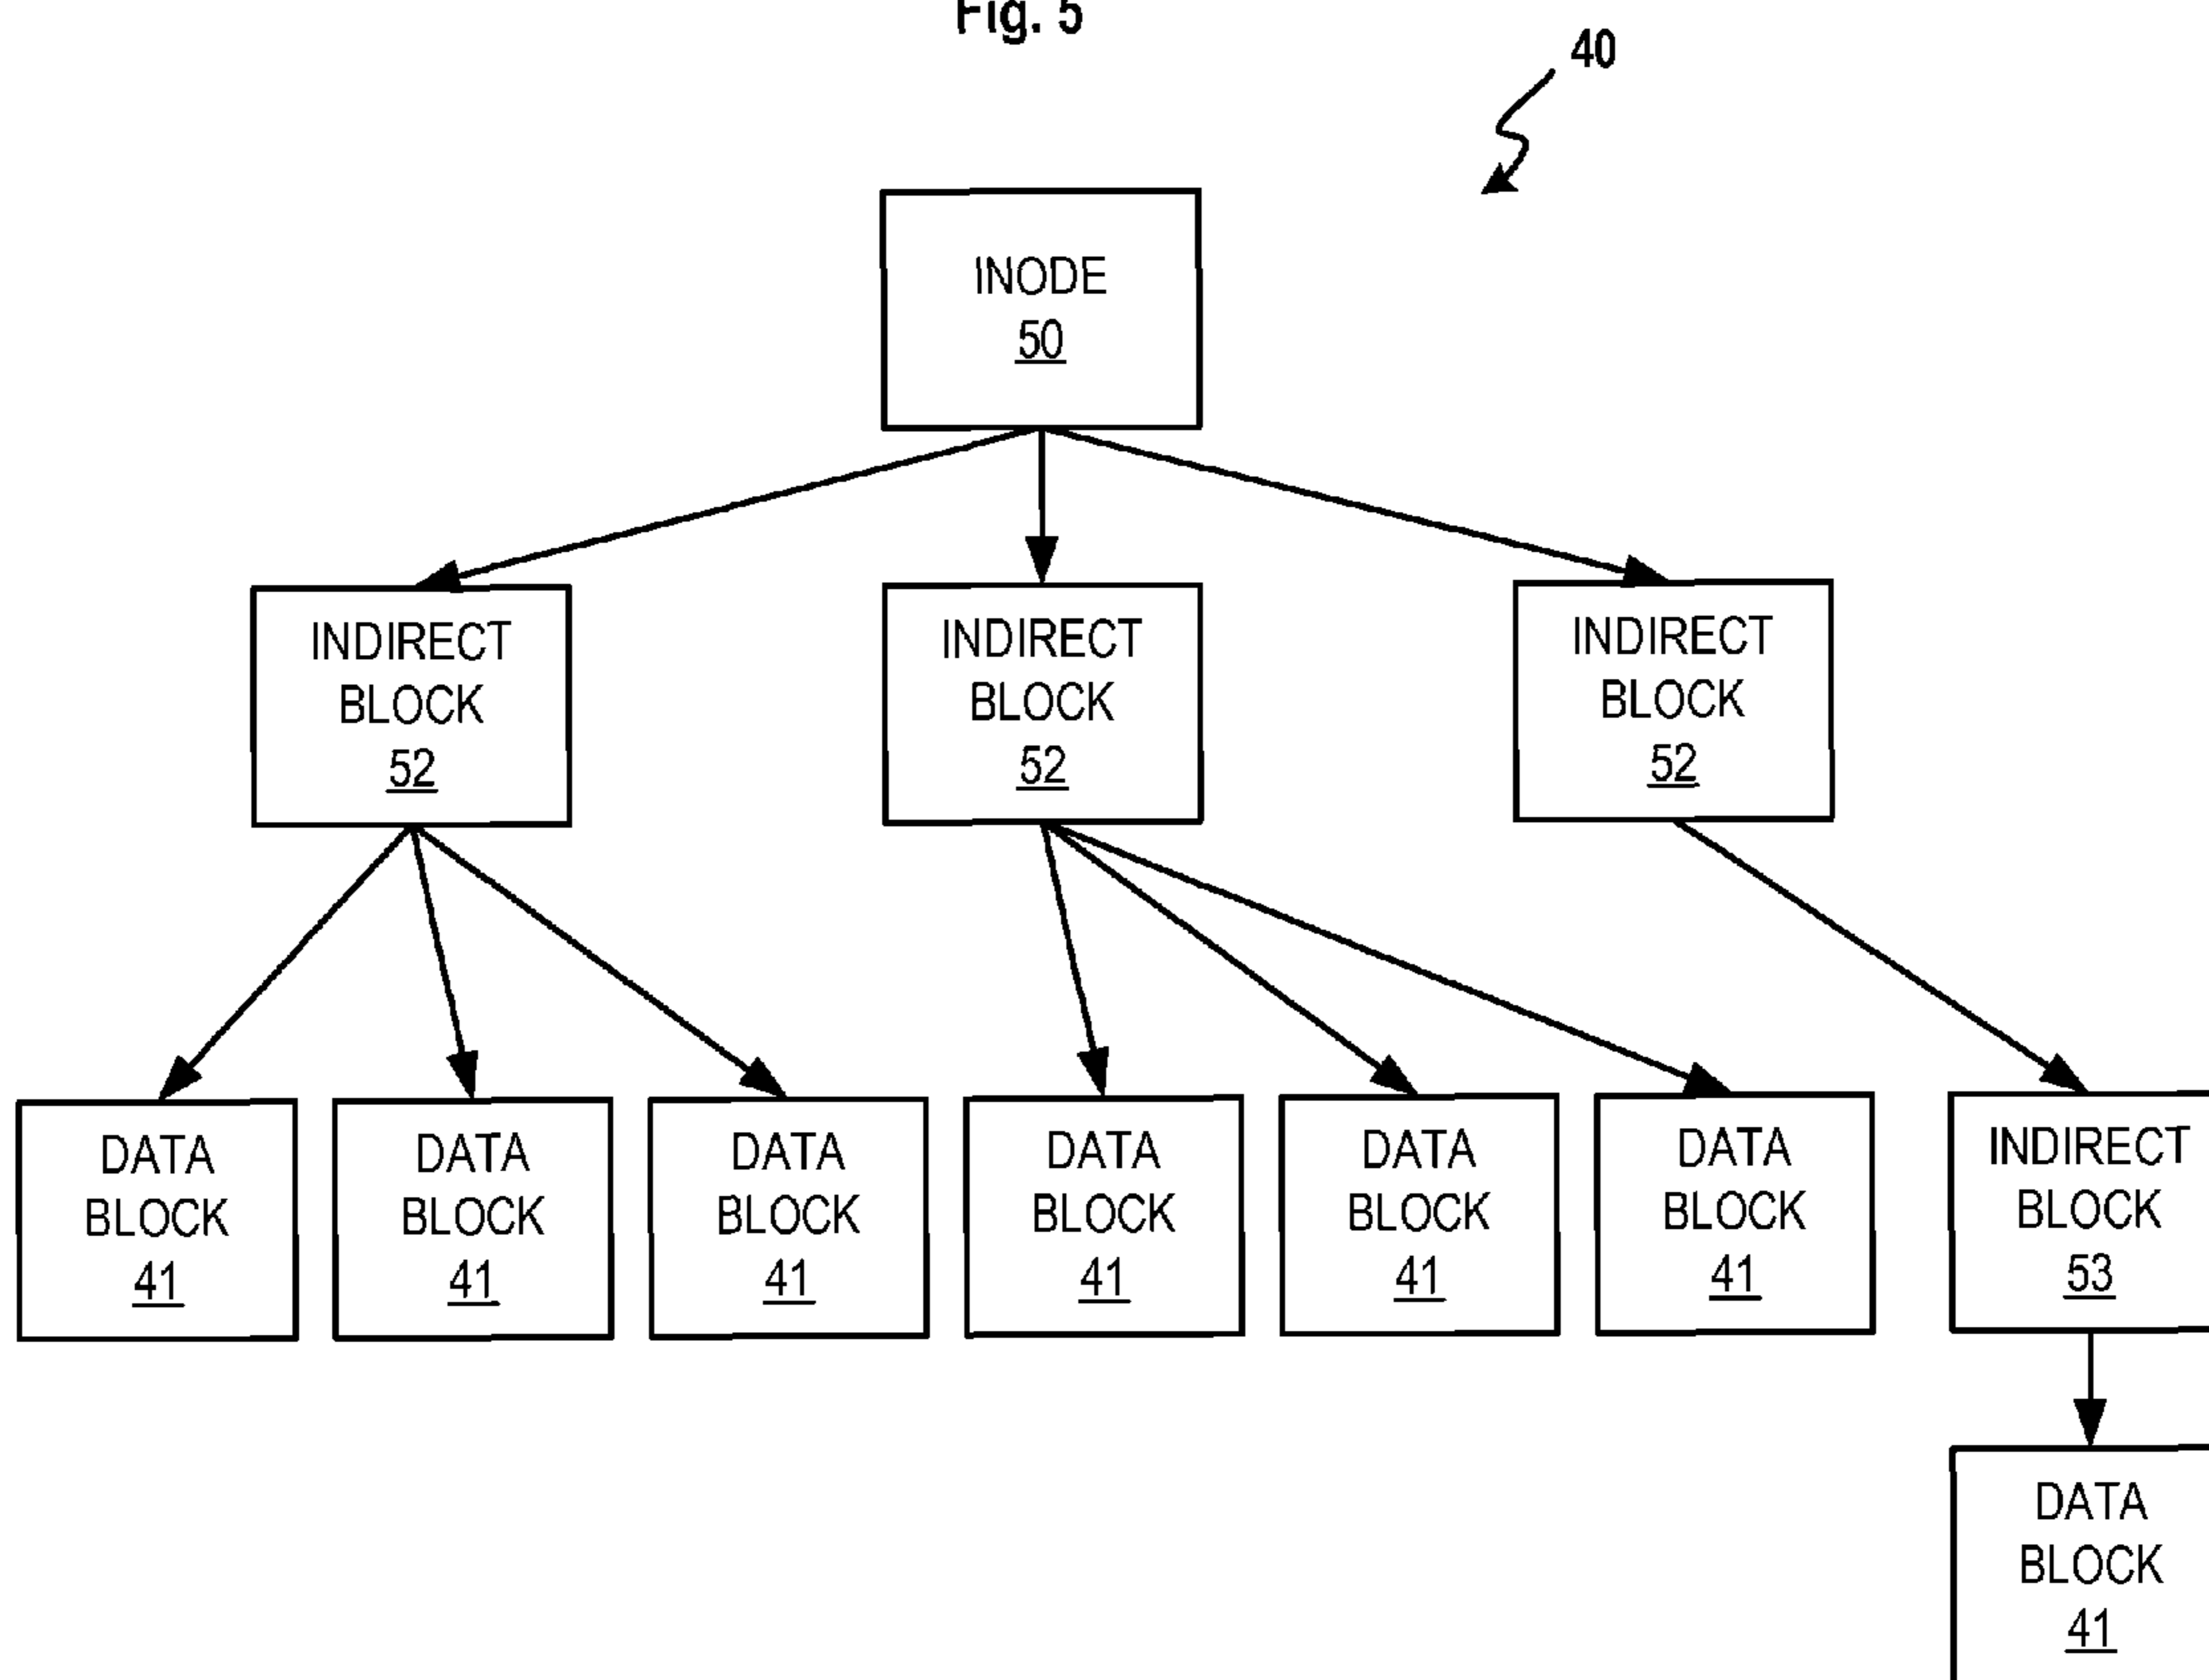 Fig. 5
40
INODE
50
INDIRECT
BLOCK
52
INDIRECT
BLOCK
52
INDIRECT
BLOCK
52
DATA
BLOCK
41
DATA
BLOCK
41
DATA
BLOCK
41
DATA
BLOCK
41
DATA
BLOCK
41
DATA
BLOCK
41
INDIRECT
BLOCK
53
DATA
BLOCK
41